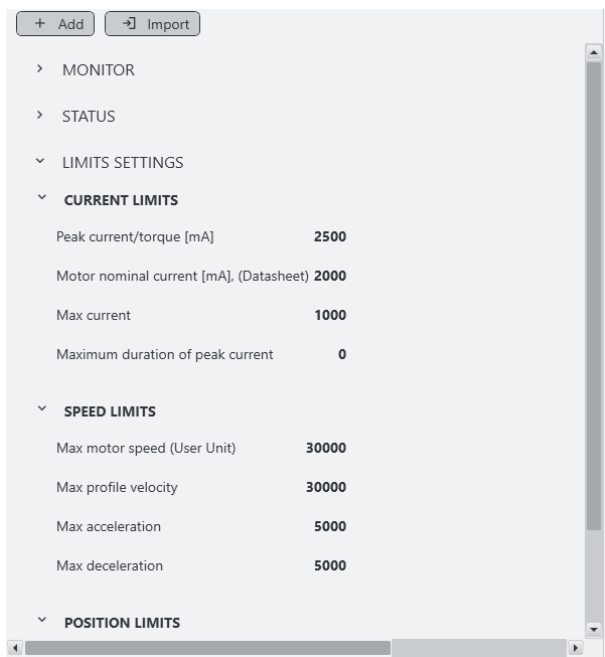 + Add Import
MONITOR
STATUS
LIMITS SETTINGS
CURRENT LIMITS
Peak current/torque [mA] 2500
Motor nominal current [mA], (Datasheet) 2000
Max current 1000
Maximum duration of peak current 0
SPEED LIMITS
Max motor speed (User Unit) 30000
Max profile velocity 30000
Max acceleration 5000
Max deceleration 5000
POSITION LIMITS